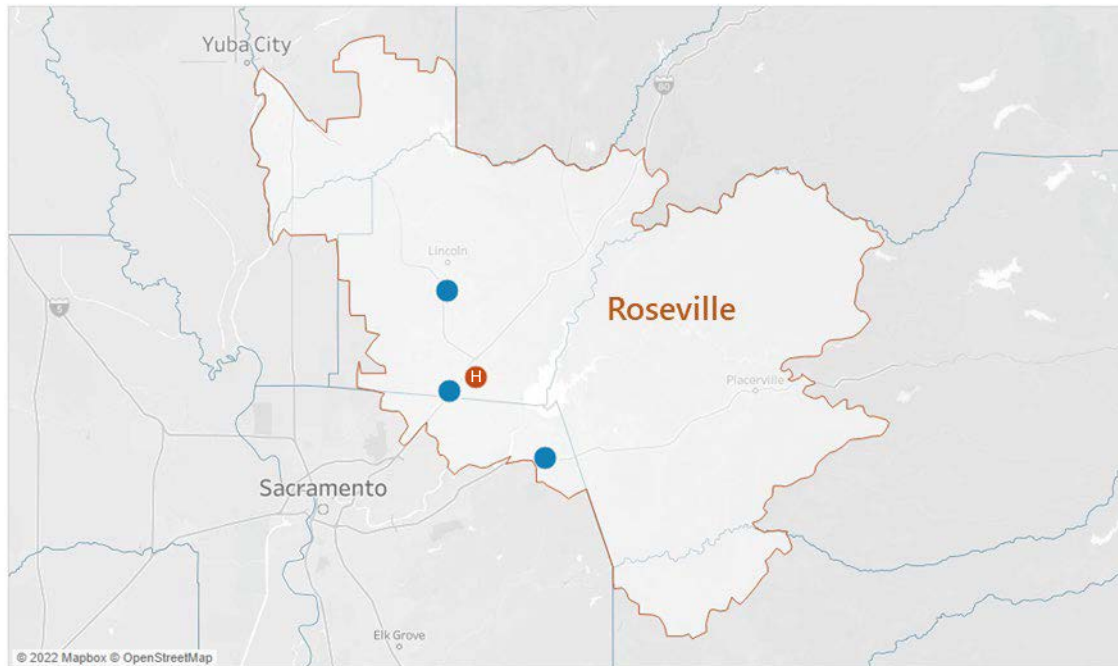 Yuba City
80
Lincoln
5
Roseville
H
Placerville
Sacramento
Elk Grove
© 2022 Mapbox © OpenStreetMap